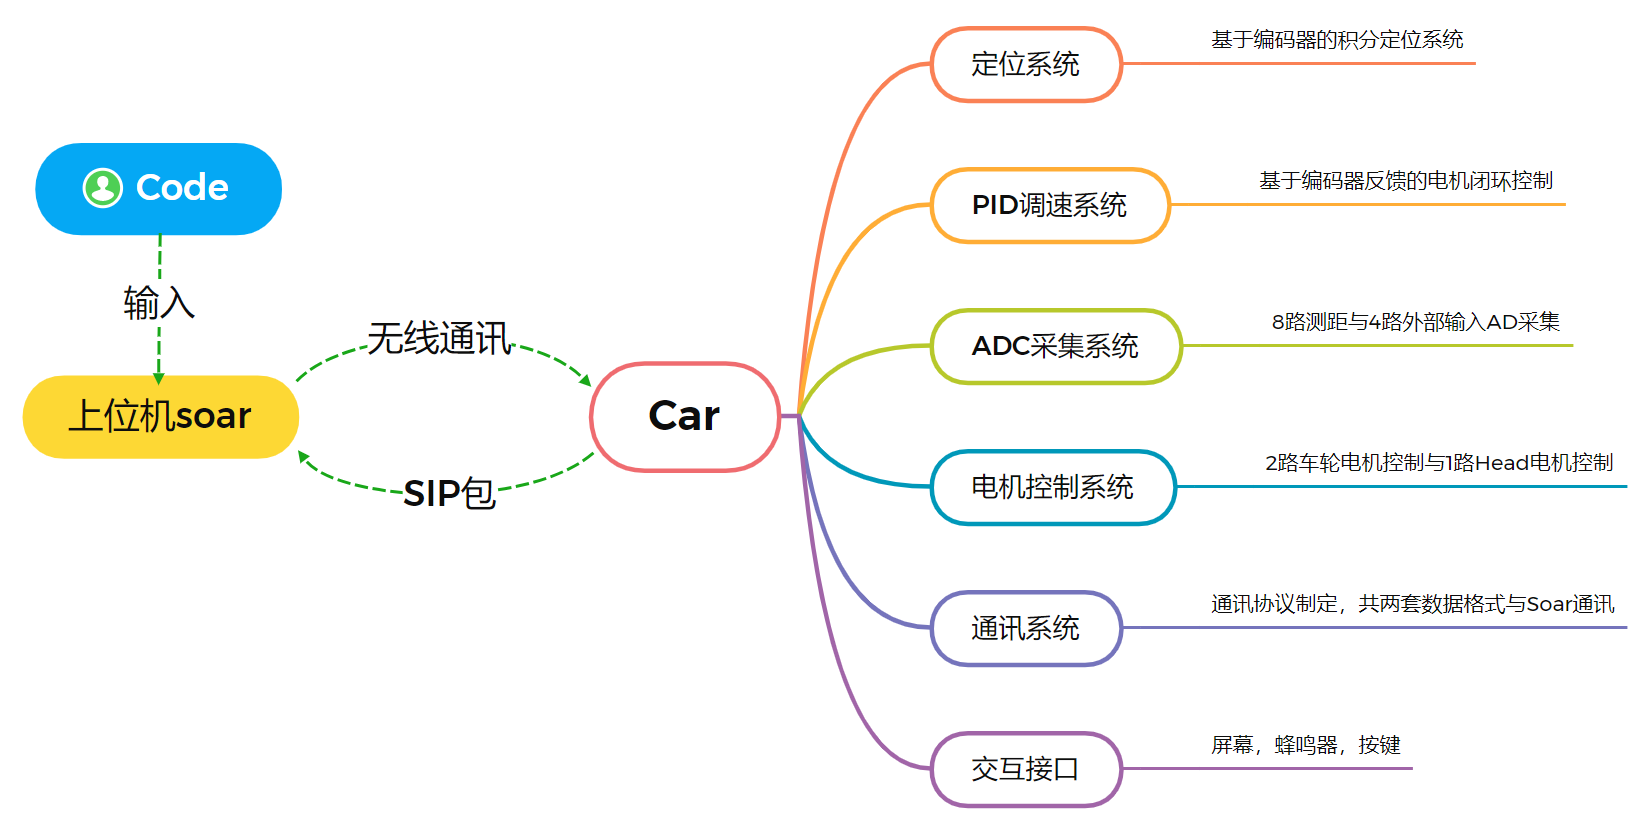 Code
输入
上位机soar
无线通讯
SIP包
Car
定位系统
基于编码器的积分定位系统
PID调速系统
基于编码器反馈的电机闭环控制
ADC采集系统
8路测距与4路外部输入AD采集
电机控制系统
2路车轮电机控制与1路Head电机控制
通讯系统
通讯协议制定，共两套数据格式与Soar通讯
交互接口
屏幕，蜂鸣器，按键